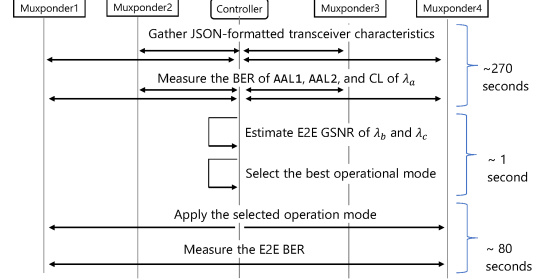 Muxponder1 Muxponder2 Controller Muxponder3 Muxponder4
Gather JSON-formatted transceiver characteristics
Measure the BER of AAL1, AAL2, and CL of λa
~270
seconds
Estimate E2E GSNR of λb and λc
Select the best operational mode
~ 1
second
Apply the selected operation mode
Measure the E2E BER
~ 80
seconds